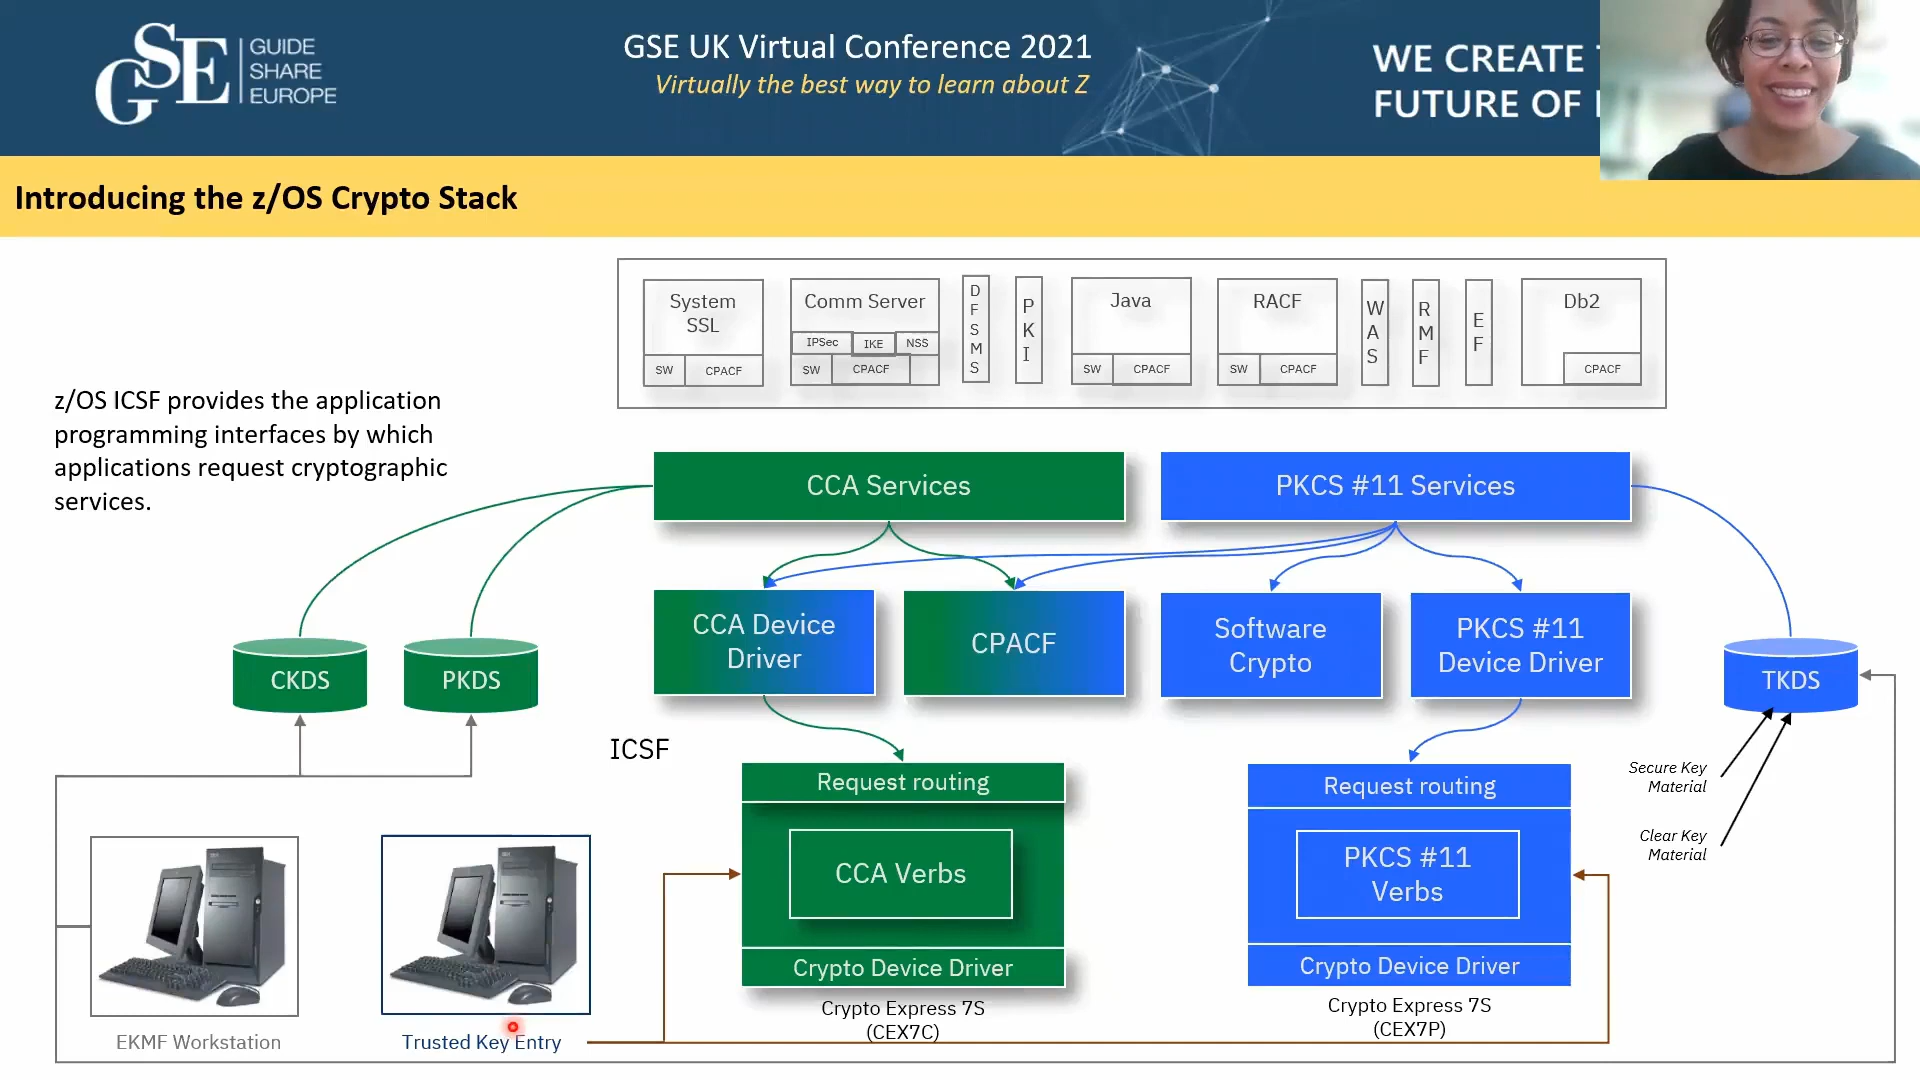 GSE
GUIDE
SHARE
EUROPE
GSE UK Virtual Conference 2021
Virtually the best way to learn about Z
WE CREATE
FUTURE OF
Introducing the z/OS Crypto Stack
System
SSL
SW
CPACF
Comm Server
IPSec
IKE
NSS
SW
CPACF
DFSMS
PKI
Java
SW
CPACF
RACF
SW
CPACF
WAS
RMF
EF
Db2
CPACF
z/OS ICSF provides the application
programming interfaces by which
applications request cryptographic
services.
CCA Services
PKCS #11 Services
CCA Device
Driver
CPACF
Software
Crypto
PKCS #11
Device Driver
CKDS
PKDS
TKDS
ICSF
Secure Key
Material
Clear Key
Material
Request routing
CCA Verbs
Crypto Device Driver
Crypto Express 7S
(CEX7C)
Request routing
PKCS #11
Verbs
Crypto Device Driver
Crypto Express 7S
(CEX7P)
EKMF Workstation
Trusted Key Entry